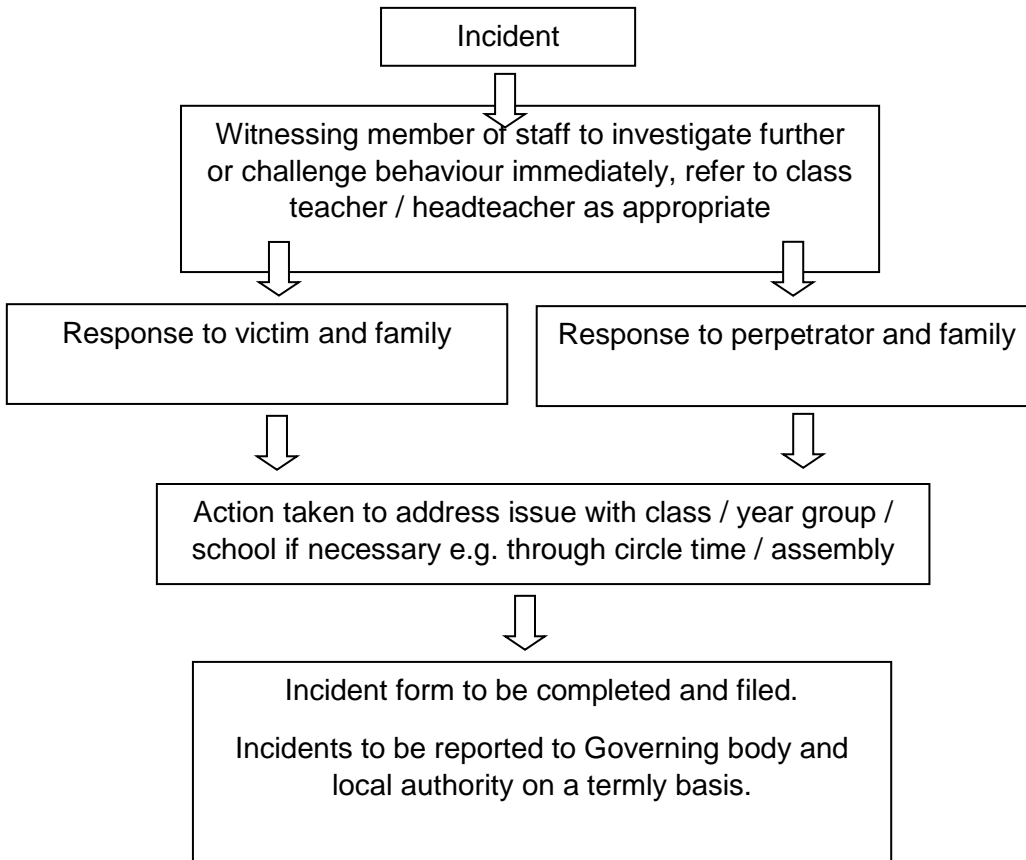 Incident
Witnessing member of staff to investigate further
or challenge behaviour immediately, refer to class
teacher / headteacher as appropriate
Response to victim and family
Response to perpetrator and family
Action taken to address issue with class / year group /
school if necessary e.g. through circle time / assembly
Incident form to be completed and filed.
Incidents to be reported to Governing body and
local authority on a termly basis.